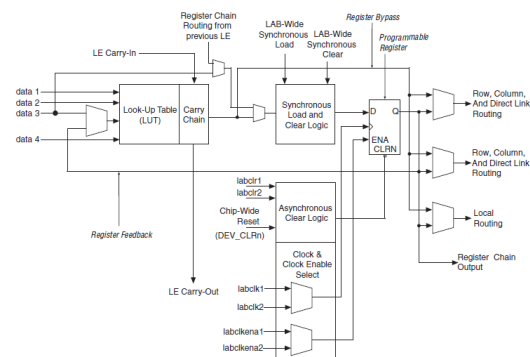 Register Chain
Routing from
previous LE
LAB-Wide
Synchronous
Load
LAB-Wide
Synchronous
Clear
Register Bypass
Programmable
Register
LE Carry-In
data 1
data 2
data 3
data 4
Look-Up Table
(LUT)
Carry
Chain
Synchronous
Load and
Clear Logic
D
Q
ENA
CLRN
Row, Column,
And Direct Link
Routing
Row, Column,
And Direct Link
Routing
Local
Routing
Register Chain
Output
labclr1
labclr2
Chip-Wide
Reset
(DEV_CLRn)
Asynchronous
Clear Logic
Register Feedback
Clock &
Clock Enable
Select
LE Carry-Out
labclk1
labclk2
labclkena1
labclkena2